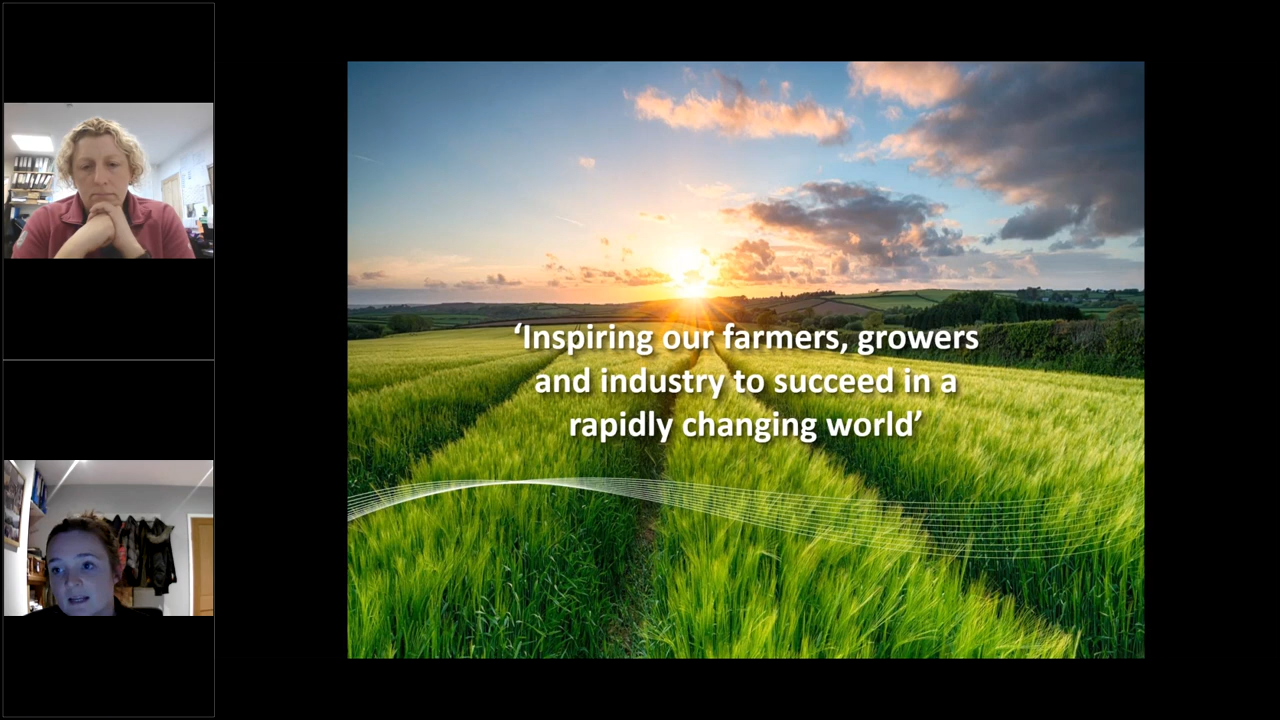 ‘Inspiring our farmers, growers
and industry to succeed in a
rapidly changing world’